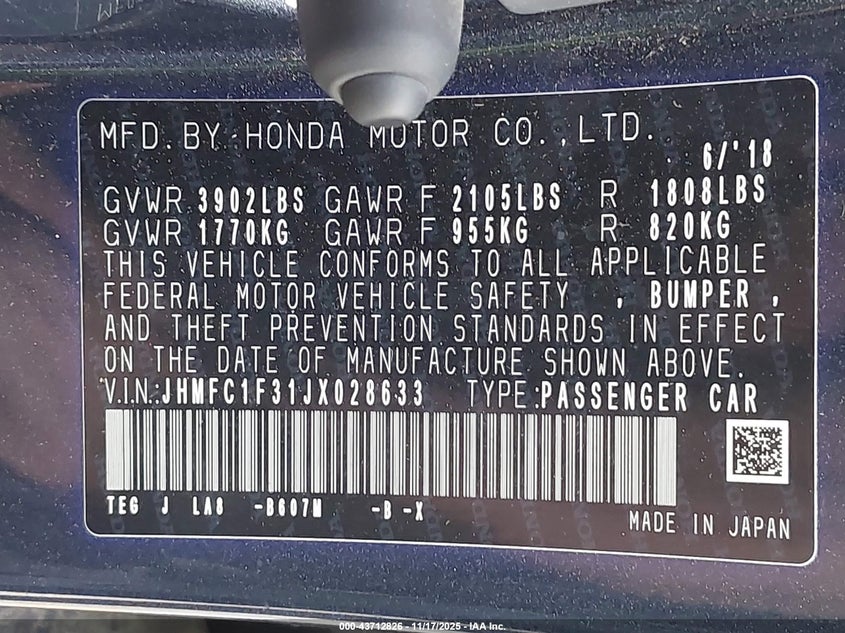 MFD. BY HONDA MOTOR CO., LTD.
6/'18
GVWR 3902LBS GAWR F 2105LBS R 1808LBS
GVWR 1770KG GAWR F 955KG R 820KG
THIS VEHICLE CONFORMS TO ALL APPLICABLE
FEDERAL MOTOR VEHICLE SAFETY , BUMPER ,
AND THEFT PREVENTION STANDARDS IN EFFECT
ON THE DATE OF MANUFACTURE SHOWN ABOVE.
V.I.N.:JHMFC1F31JX028633 TYPE:PASSENGER CAR
TEG J LA8 -B607M -B -X
MADE IN JAPAN
000-43712826 - 11/17/2025 - IAA Inc.